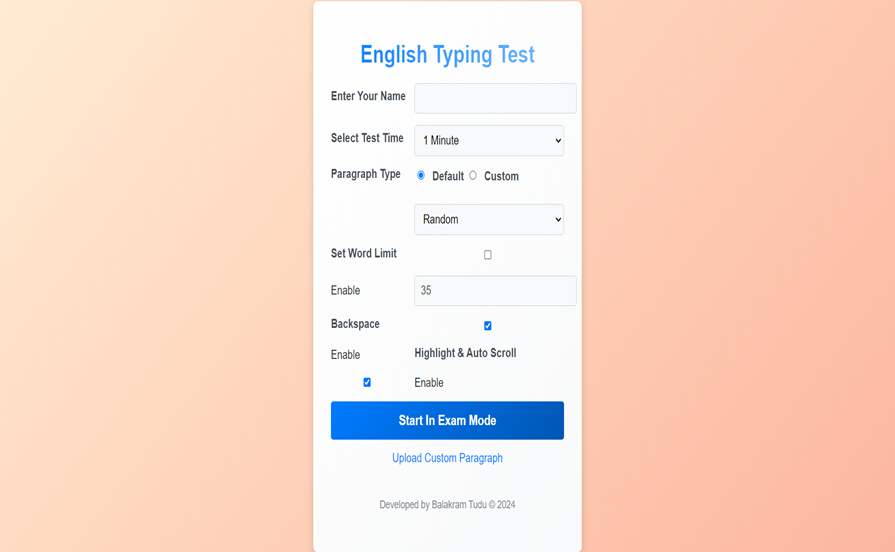 English Typing Test
Enter Your Name
Select Test Time 1 Minute
Paragraph Type Default Custom
Random
Set Word Limit
Enable 35
Backspace
Enable Highlight & Auto Scroll
Enable
Start In Exam Mode
Upload Custom Paragraph
Developed by Balakram Tudu © 2024